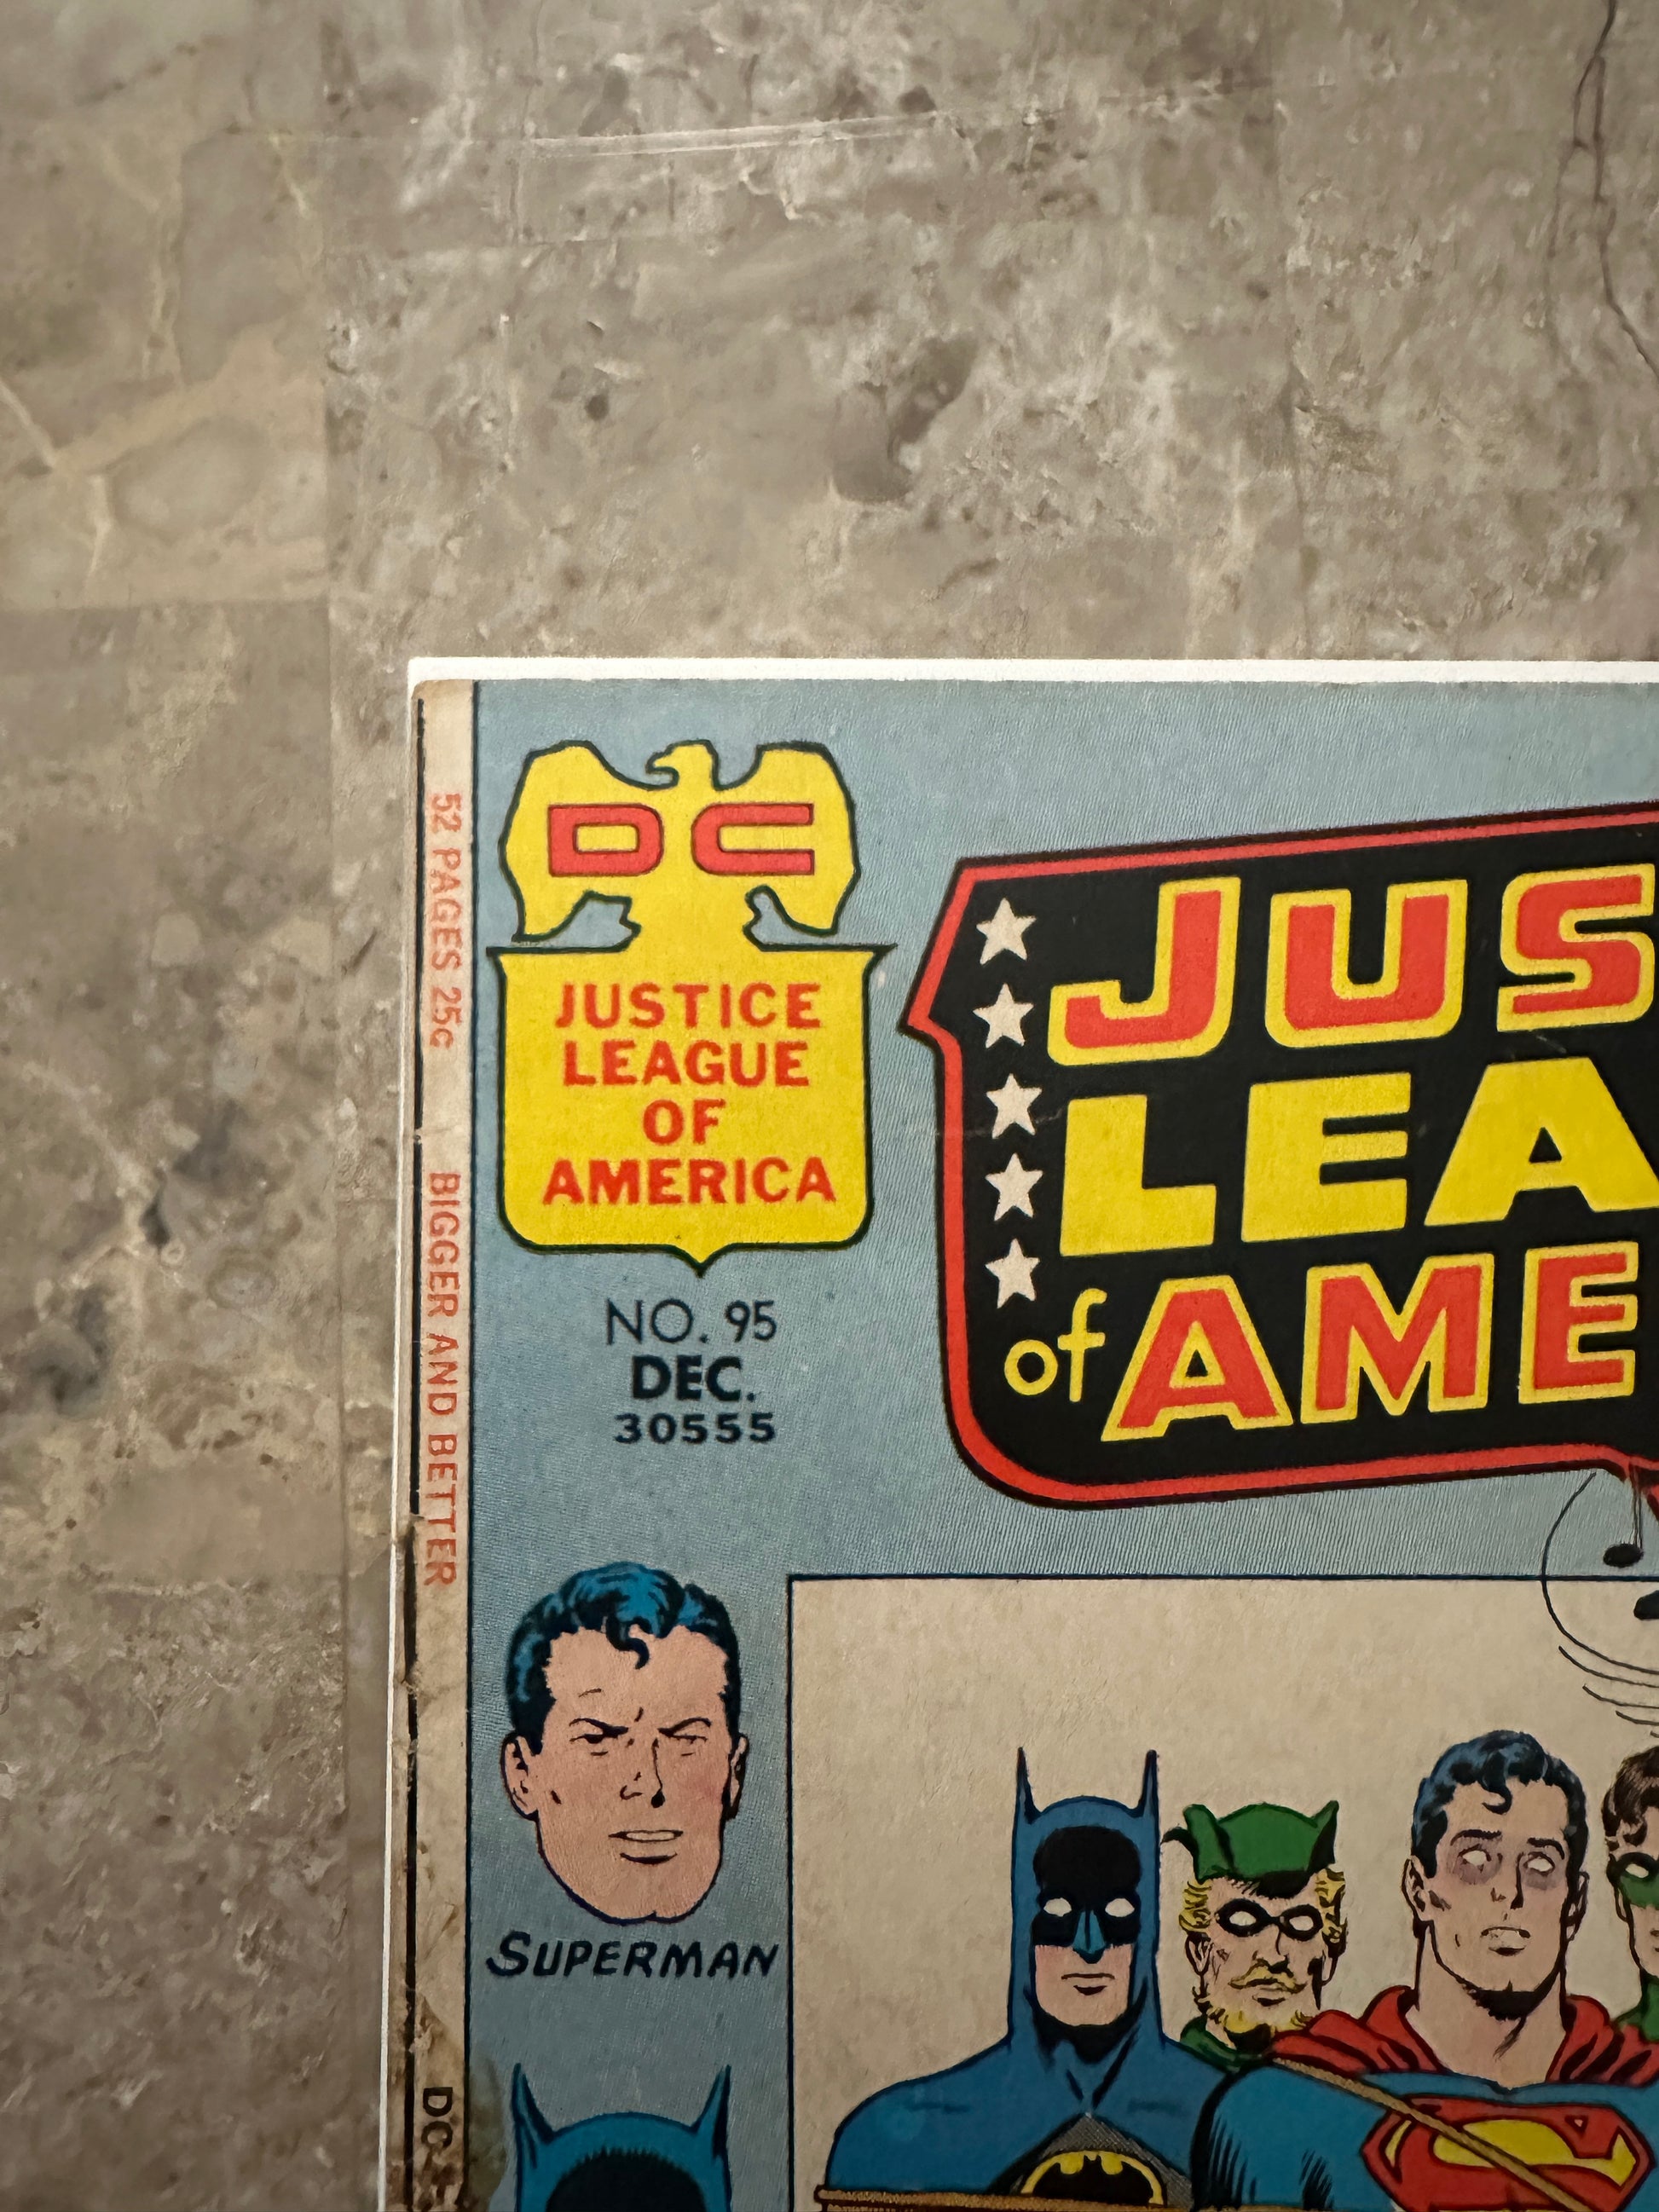 52 PAGES 25¢ BIGGER AND BETTER DC
DC
JUSTICE
LEAGUE
OF
AMERICA
NO. 95
DEC.
30555
JUS
LEA
of AME
SUPERMAN